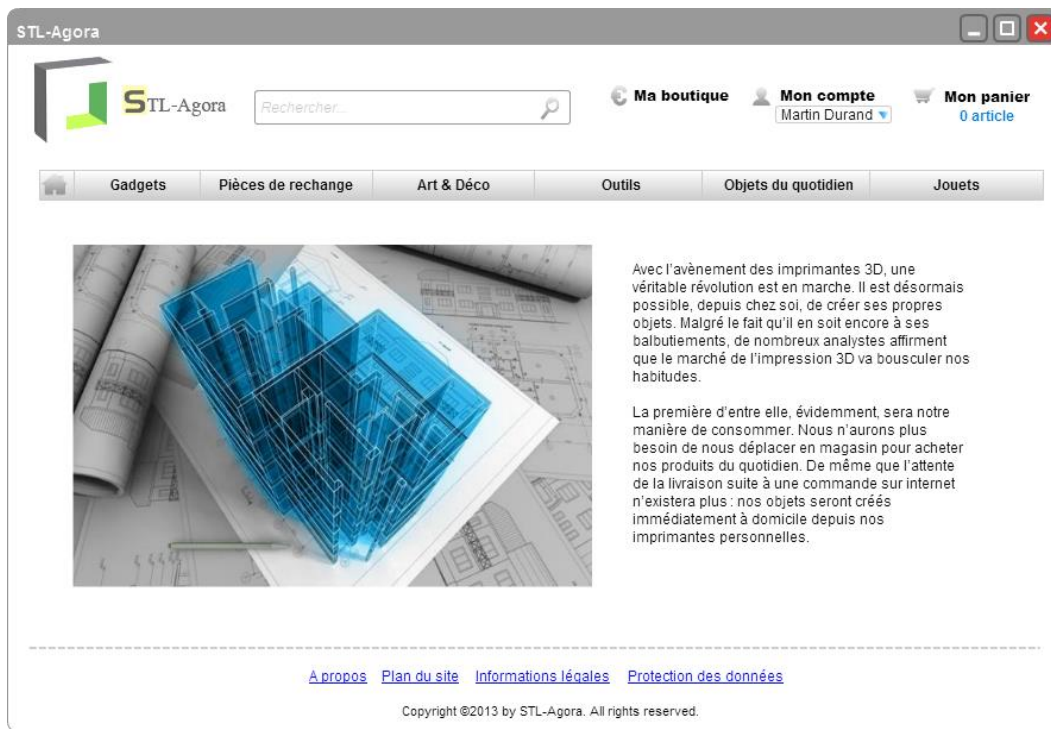 STL-Agora
STL-Agora
Rechercher...
Ma boutique
Mon compte
Martin Durand
Mon panier
0 article
Gadgets
Pièces de rechange
Art & Déco
Outils
Objets du quotidien
Jouets
Avec l'avènement des imprimantes 3D, une
véritable révolution est en marche. Il est désormais
possible, depuis chez soi, de créer ses propres
objets. Malgré le fait qu'il en soit encore à ses
balbutiements, de nombreux analystes affirment
que le marché de l'impression 3D va bousculer nos
habitudes.
La première d'entre elle, évidemment, sera notre
manière de consommer. Nous n'aurons plus
besoin de nous déplacer en magasin pour acheter
nos produits du quotidien. De même que l'attente
de la livraison suite à une commande sur internet
n'existera plus : nos objets seront créés
immédiatement à domicile depuis nos
imprimantes personnelles.
A propos
Plan du site
Informations légales
Protection des données
Copyright ©2013 by STL-Agora. All rights reserved.